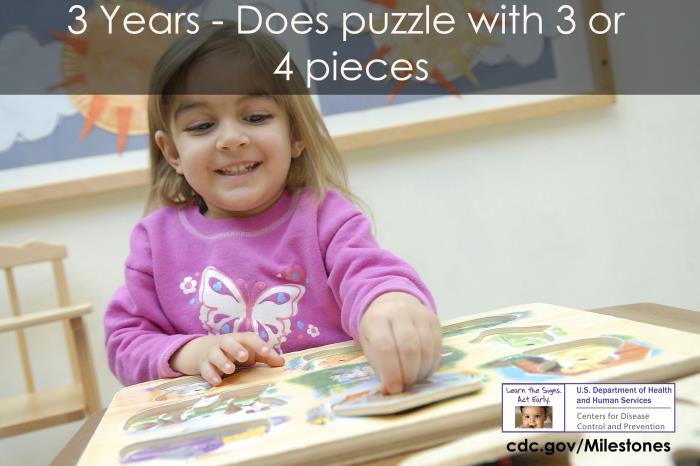 3 Years - Does puzzle with 3 or
4 pieces
Learn the Signs.
Act Early.
U.S. Department of Health
and Human Services
Centers for Disease
Control and Prevention
cdc.gov/Milestones